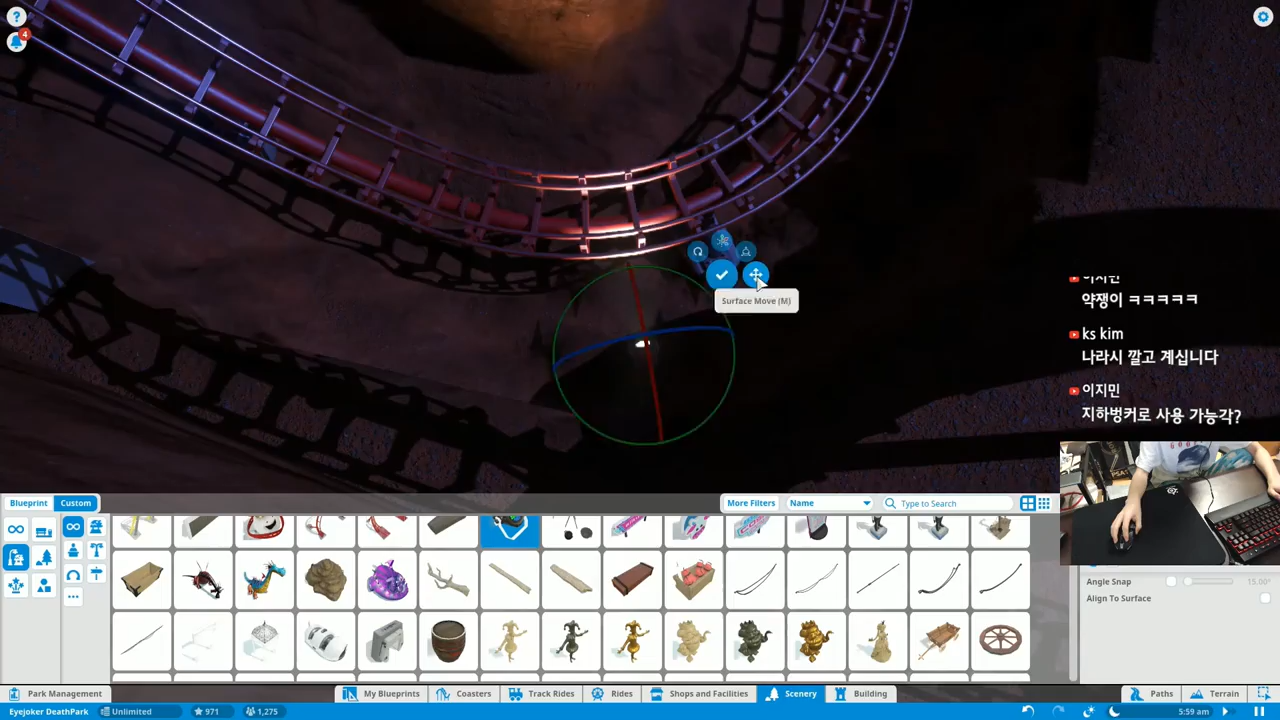 ?
4
Surface Move (M)
이지민
약쟁이 ㅋㅋㅋㅋㅋ
ks kim
나라시 깔고 계십니다
이지민
지하벙커로 사용 가능각?
Blueprint
Custom
More Filters
Name
Type to Search
Angle Snap
15.00°
Align To Surface
Park Management
My Blueprints
Coasters
Track Rides
Rides
Shops and Facilities
Scenery
Building
Paths
Terrain
Eyejoker DeathPark
Unlimited
971
1,275
5:59 am